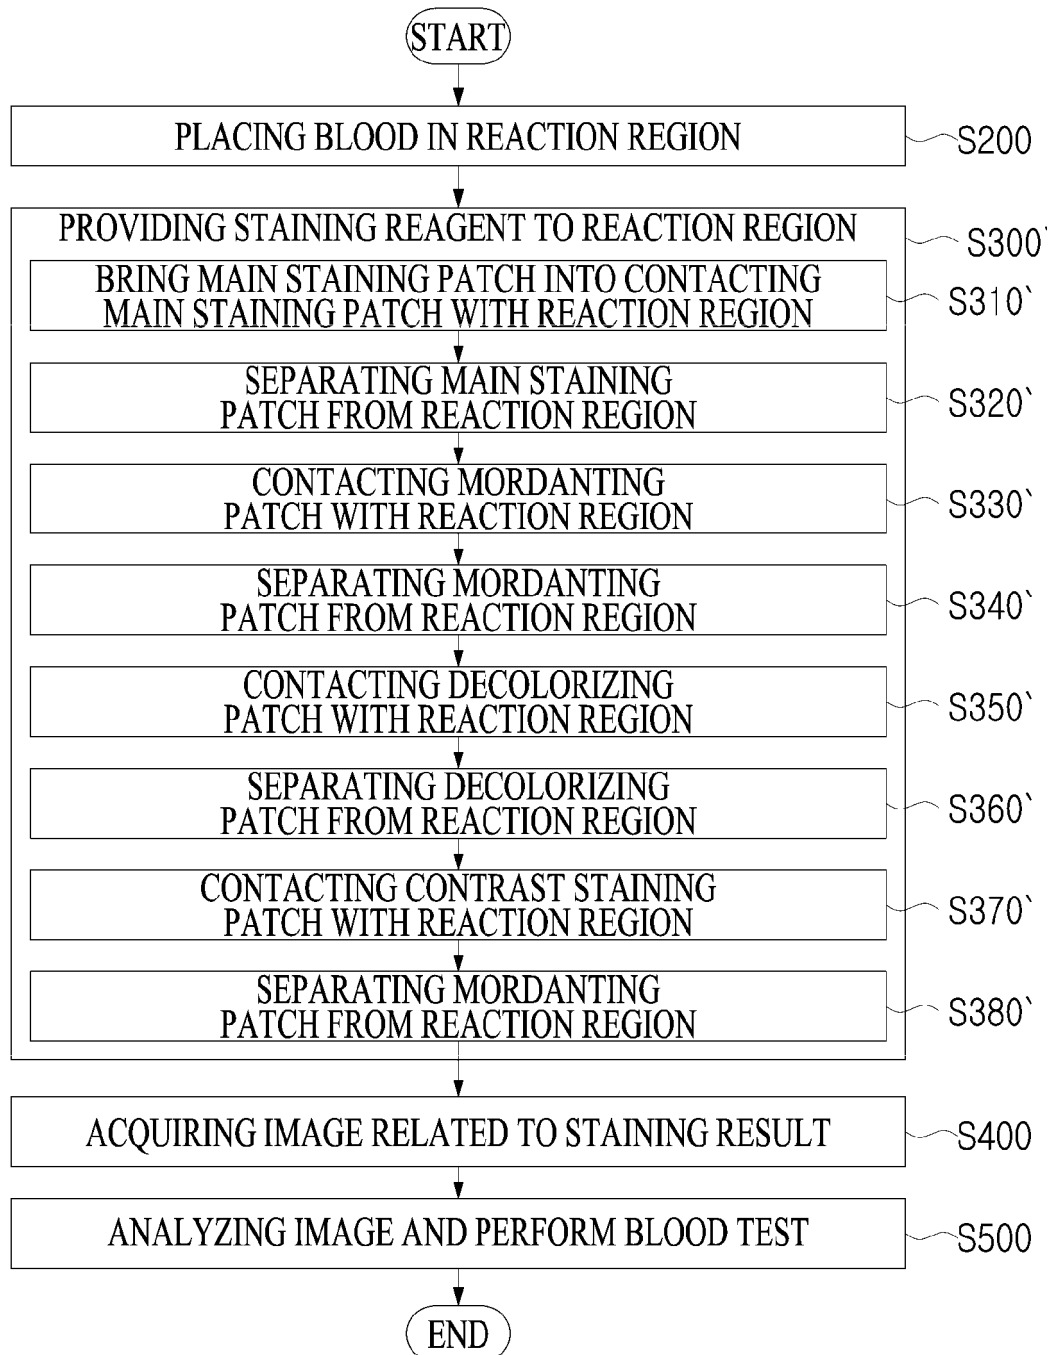 START
PLACING BLOOD IN REACTION REGION
S200
PROVIDING STAINING REAGENT TO REACTION REGION
S300`
BRING MAIN STAINING PATCH INTO CONTACTING
MAIN STAINING PATCH WITH REACTION REGION
S310`
SEPARATING MAIN STAINING
PATCH FROM REACTION REGION
S320`
CONTACTING MORDANTING
PATCH WITH REACTION REGION
S330`
SEPARATING MORDANTING
PATCH FROM REACTION REGION
S340`
CONTACTING DECOLORIZING
PATCH WITH REACTION REGION
S350`
SEPARATING DECOLORIZING
PATCH FROM REACTION REGION
S360`
CONTACTING CONTRAST STAINING
PATCH WITH REACTION REGION
S370`
SEPARATING MORDANTING
PATCH FROM REACTION REGION
S380`
ACQUIRING IMAGE RELATED TO STAINING RESULT
S400
ANALYZING IMAGE AND PERFORM BLOOD TEST
S500
END